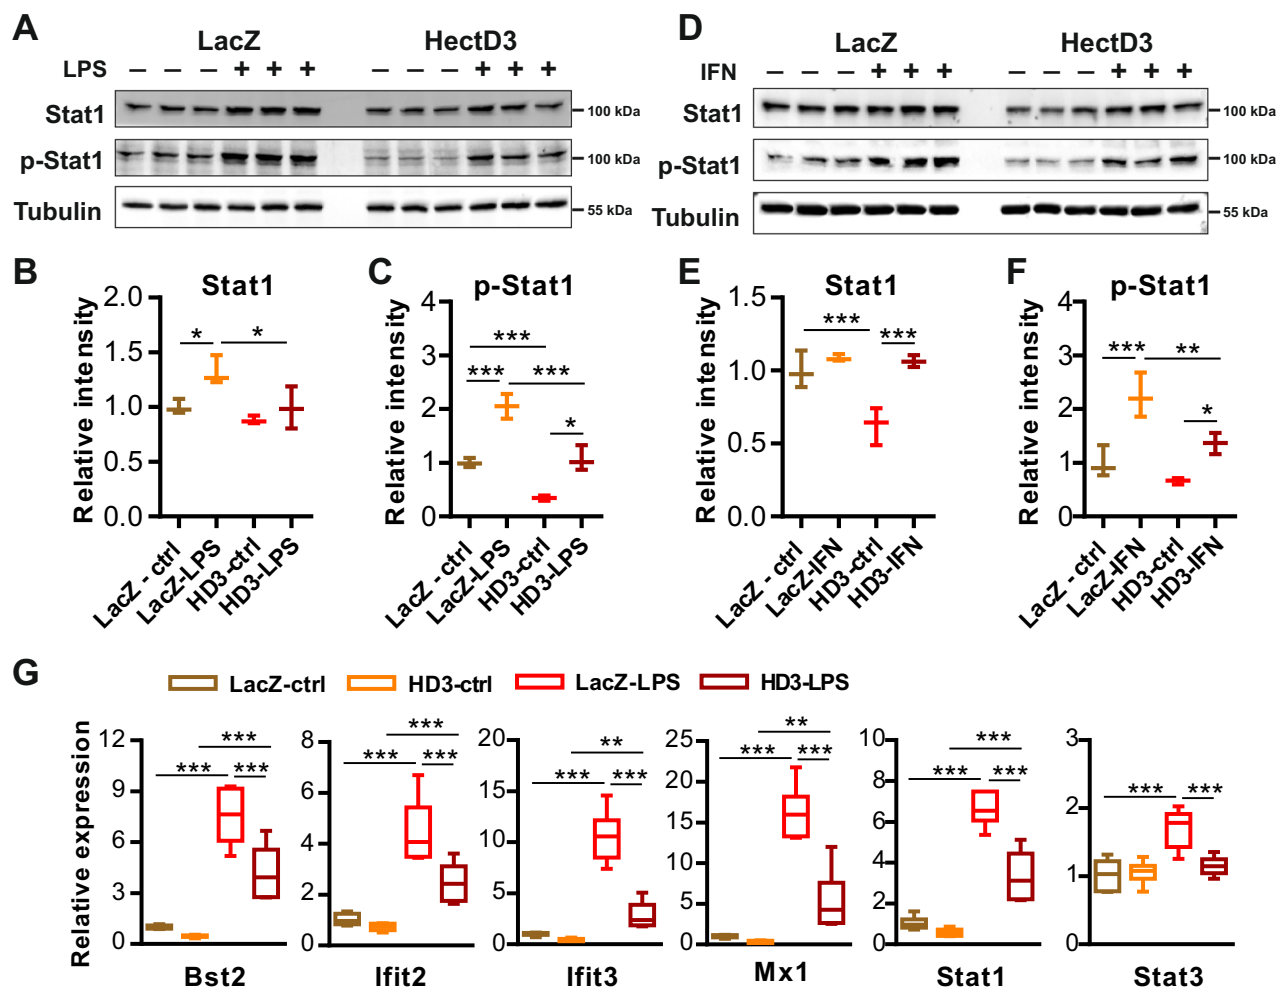 A
LacZ HectD3
LPS − − − + + + − − − + + +
Stat1 100 kDa
p-Stat1 100 kDa
Tubulin 55 kDa
D
LacZ HectD3
IFN − − − + + + − − − + + +
Stat1 100 kDa
p-Stat1 100 kDa
Tubulin 55 kDa
B
Stat1
Relative intensity
2.0
1.5
1.0
0.5
0.0
* *
LacZ - ctrl
LacZ-LPS
HD3-ctrl
HD3-LPS
C
p-Stat1
Relative intensity
4
3
2
1
0
***
*** ***
*
LacZ - ctrl
LacZ-LPS
HD3-ctrl
HD3-LPS
E
Stat1
Relative intensity
1.5
1.0
0.5
0.0
*** ***
LacZ - ctrl
LacZ-IFN
HD3-ctrl
HD3-IFN
F
p-Stat1
Relative intensity
4
3
2
1
0
*** **
*
LacZ - ctrl
LacZ-IFN
HD3-ctrl
HD3-IFN
G
LacZ-ctrl HD3-ctrl LacZ-LPS HD3-LPS
Relative expression
12
9
6
3
0
***
*** ***
Bst2
8
6
4
2
0
***
*** ***
Ifit2
20
15
10
5
0
**
*** ***
Ifit3
25
20
15
10
5
0
**
*** ***
Mx1
10
8
6
4
2
0
***
*** ***
Stat1
3
2
1
0
*** ***
Stat3